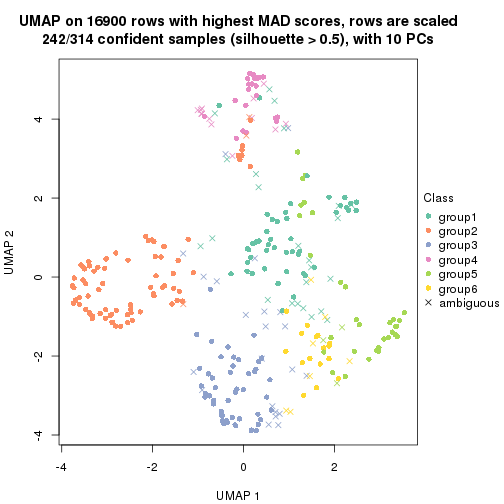 UMAP on 16900 rows with highest MAD scores, rows are scaled
242/314 confident samples (silhouette > 0.5), with 10 PCs
4
2
0
-2
-4
UMAP 2
-4
-2
0
2
UMAP 1
Class
group1
group2
group3
group4
group5
group6
ambiguous